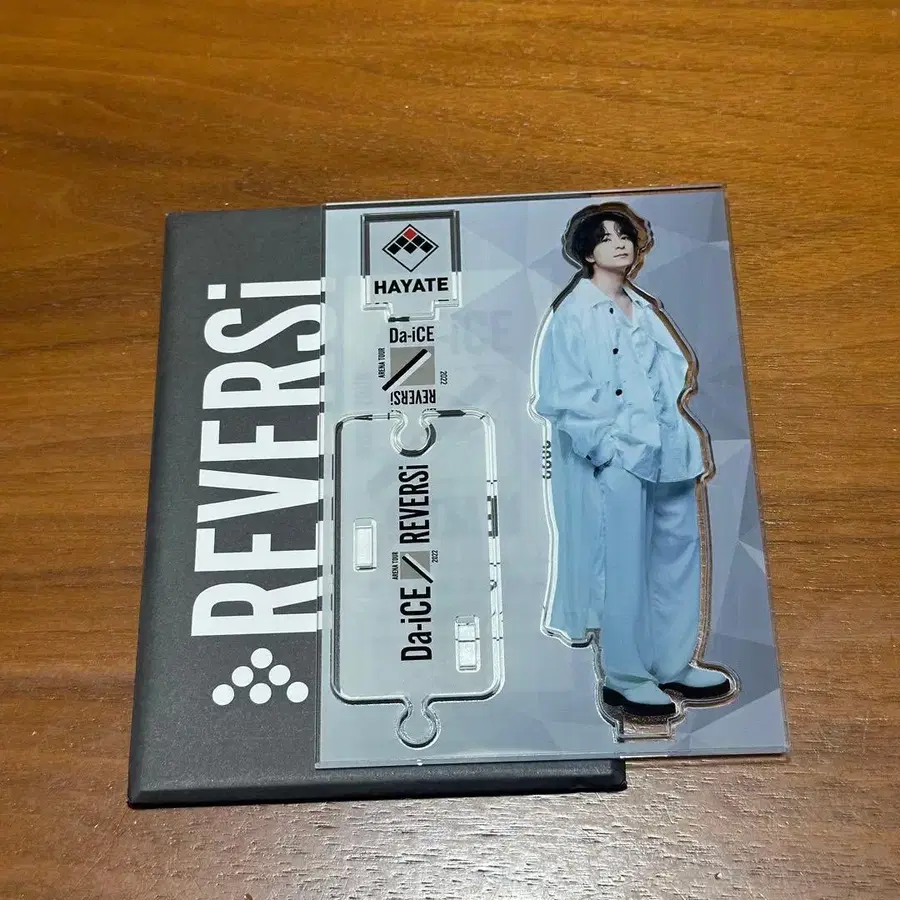 REVERSi
HAYATE
Da-iCE
ARENA TOUR
2022
REVERSi
Da-iCE
ARENA TOUR
2022
REVERSi